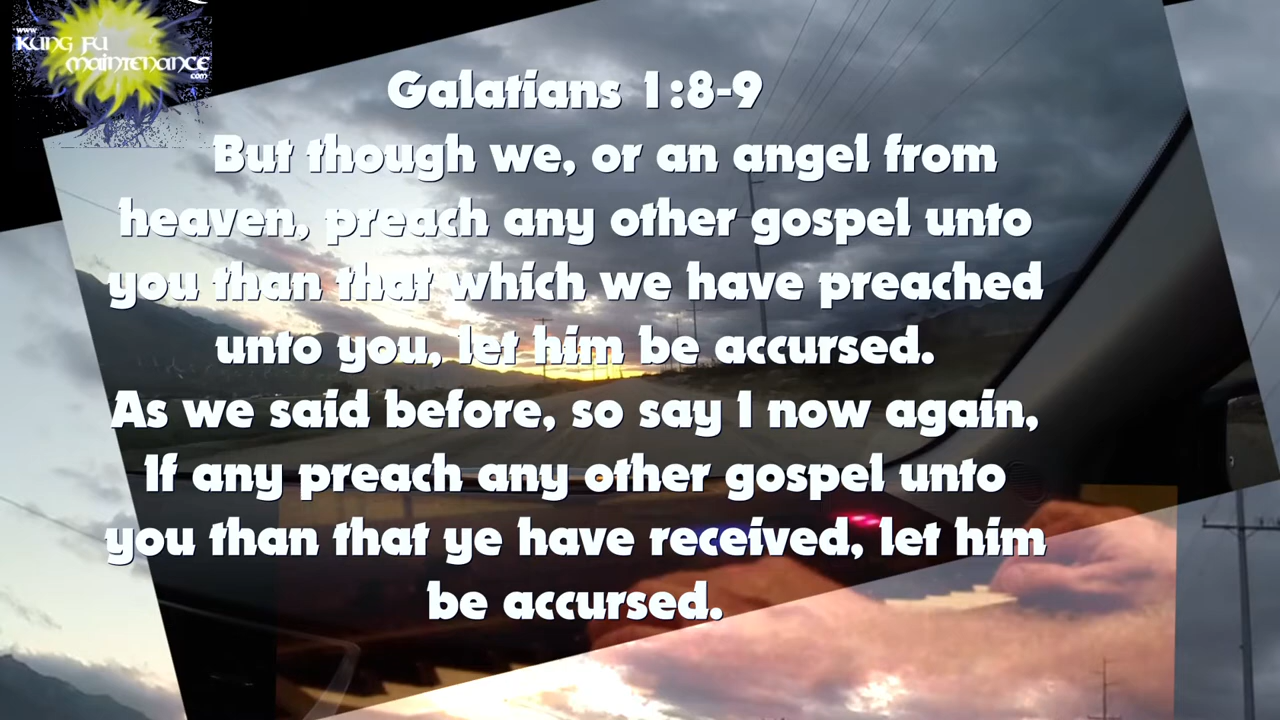 www.
KUNG FU
MAINTENANCE
.com
Galatians 1:8-9
But though we, or an angel from
heaven, preach any other gospel unto
you than that which we have preached
unto you, let him be accursed.
As we said before, so say I now again,
If any preach any other gospel unto
you than that ye have received, let him
be accursed.